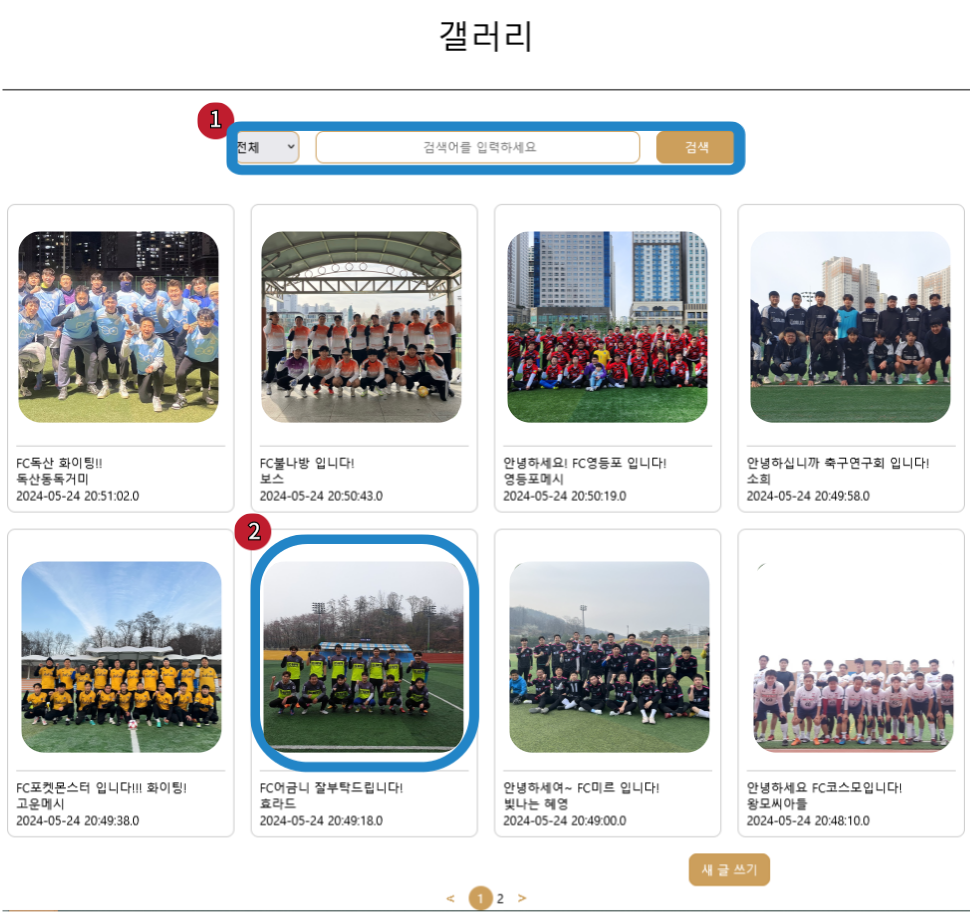 갤러리
1
전체
검색어를 입력하세요
검색
FC독산 화이팅!!
독산동독거미
2024-05-24 20:51:02.0
FC불나방 입니다!
보스
2024-05-24 20:50:43.0
안녕하세요! FC영등포 입니다!
영등포메시
2024-05-24 20:50:19.0
안녕하십니까 축구연구회 입니다!
소희
2024-05-24 20:49:58.0
2
FC포켓몬스터 입니다!!! 화이팅!
고운메시
2024-05-24 20:49:38.0
FC어금니 잘부탁드립니다!
효라드
2024-05-24 20:49:18.0
안녕하세여~ FC미르 입니다!
빛나는 혜영
2024-05-24 20:49:00.0
안녕하세요 FC코스모입니다!
왕모씨아들
2024-05-24 20:48:10.0
새 글 쓰기
< 1 2 >